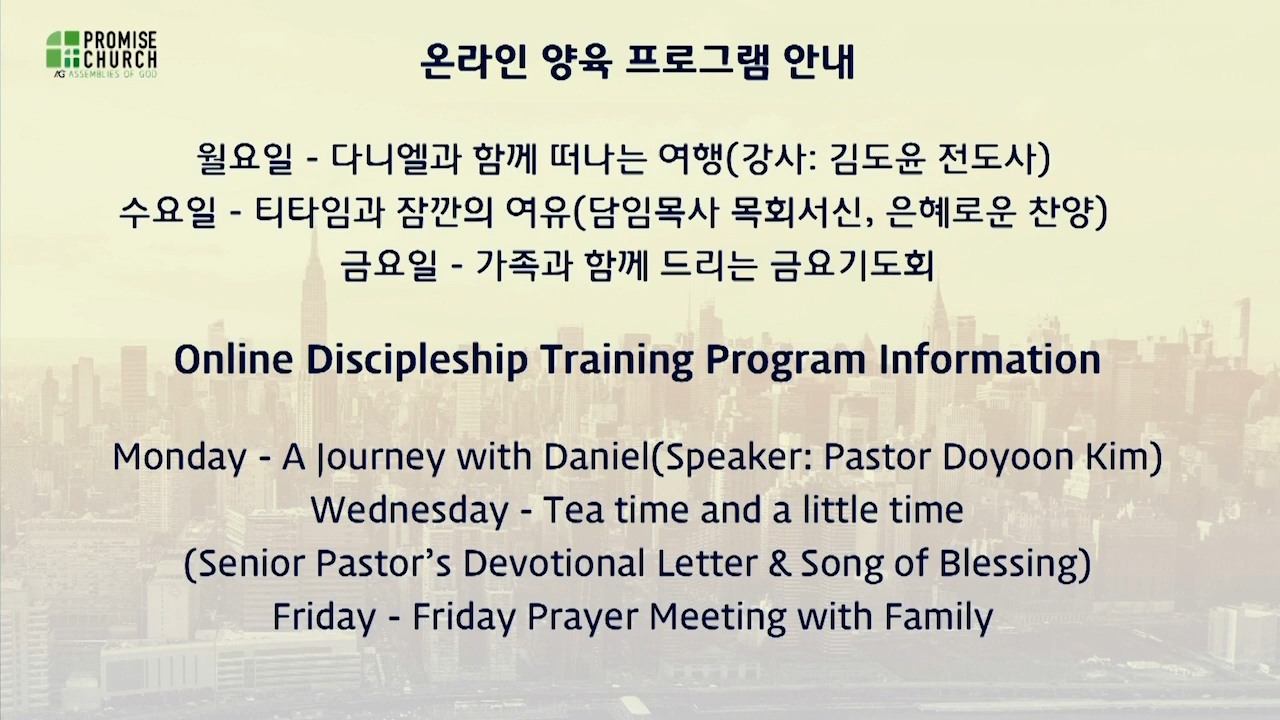 PROMISE
CHURCH
AG ASSEMBLIES OF GOD
온라인 양육 프로그램 안내
월요일 - 다니엘과 함께 떠나는 여행(강사: 김도윤 전도사)
수요일 - 티타임과 잠깐의 여유(담임목사 목회서신, 은혜로운 찬양)
금요일 - 가족과 함께 드리는 금요기도회
Online Discipleship Training Program Information
Monday - A Journey with Daniel(Speaker: Pastor Doyoon Kim)
Wednesday - Tea time and a little time
(Senior Pastor’s Devotional Letter & Song of Blessing)
Friday - Friday Prayer Meeting with Family